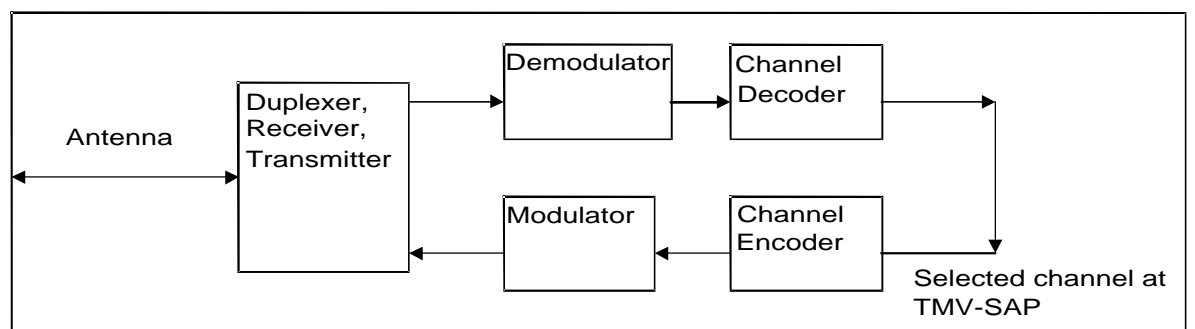 Antenna
Duplexer,
Receiver,
Transmitter
Demodulator
Channel
Decoder
Modulator
Channel
Encoder
Selected channel at
TMV-SAP